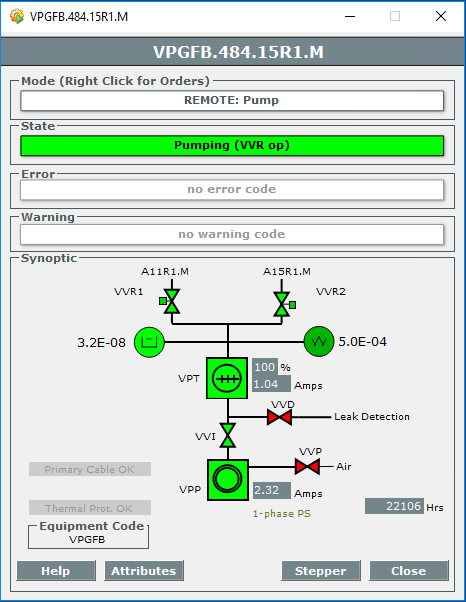 VPGFB.484.15R1.M
VPGFB.484.15R1.M
Mode (Right Click for Orders)
REMOTE: Pump
State
Pumping (VVR op)
Error
no error code
Warning
no warning code
Synoptic
A11R1.M A15R1.M
VVR1 VVR2
3.2E-08 5.0E-04
VPT 100 %
1.04 Amps
VVD
Leak Detection
VVI
VVP
Air
Primary Cable OK
VPP 2.32 Amps
Thermal Prot. OK
1-phase PS
22106 Hrs
Equipment Code
VPGFB
Help Attributes Stepper Close